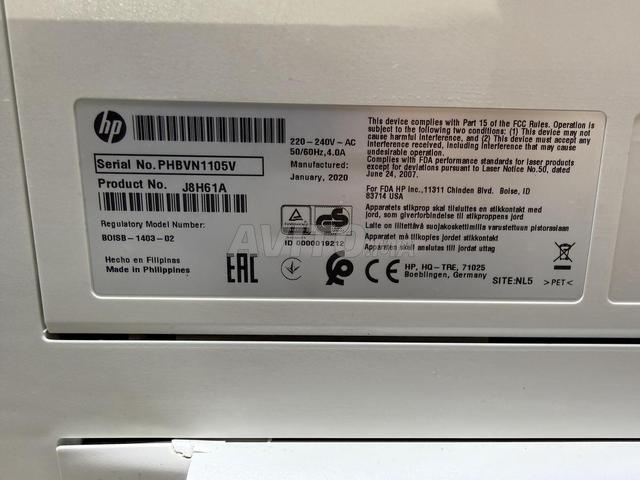 hp
Serial No.PHBVN1105V
Product No. J8H61A
Regulatory Model Number:
BOISB-1403-02
Hecho en Filipinas
Made in Philippines
220-240V~AC
50/60Hz,4.0A
Manufactured:
January, 2020
ID 0000019212
EAC
This device complies with Part 15 of the FCC Rules. Operation is
subject to the following two conditions: (1) This device may not
cause harmful Interference, and (2) This device must accept any
interference received, including interference that may cause
undesirable operation.
Complies with FDA performance standards for laser products
except for deviations pursuant to Laser Notice No.50, dated
June 24, 2007.
For FDA HP Inc.,11311 Chinden Blvd. Boise, ID
83714 USA
Apparatets stikprop skal tilsluttes en stikkontakt med
jord, som giverforbindelse til stikproppens jord
Laite on liitettävä suojakoskettimilla varustettuun pistorasiaan
Apparatet må tilkoples jordet stikkontakt
Apparaten skall anslutas till jordat uttag
HP, HQ-TRE, 71025
Boeblingen, Germany
SITE:NL5
>PET<
AVITO.MA